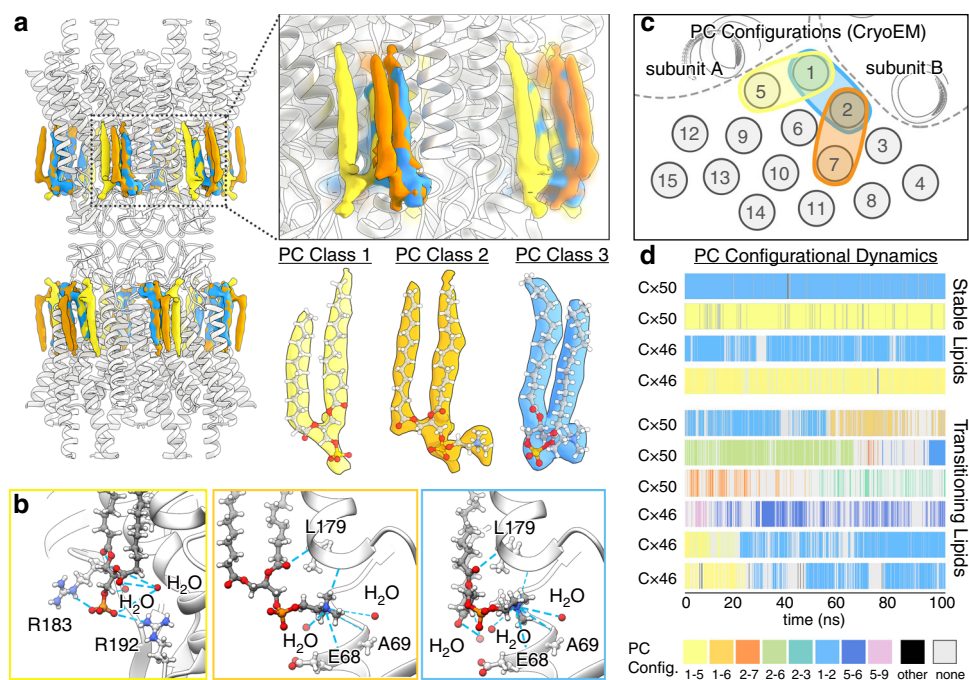 a
PC Class 1
PC Class 2
PC Class 3
b
R183
R192
H2O
H2O
L179
H2O
H2O
E68
A69
L179
H2O
H2O
H2O
E68
A69
c
PC Configurations (CryoEM)
subunit A
subunit B
1
5
2
12
9
6
3
15
13
10
7
4
14
11
8
d
PC Configurational Dynamics
Cx50
Cx50
Cx46
Cx46
Stable Lipids
Cx50
Cx50
Cx50
Cx46
Cx46
Cx46
Transitioning Lipids
0 20 40 60 80 100
time (ns)
PC Config.
1-5 1-6 2-7 2-6 2-3 1-2 5-6 5-9 other none